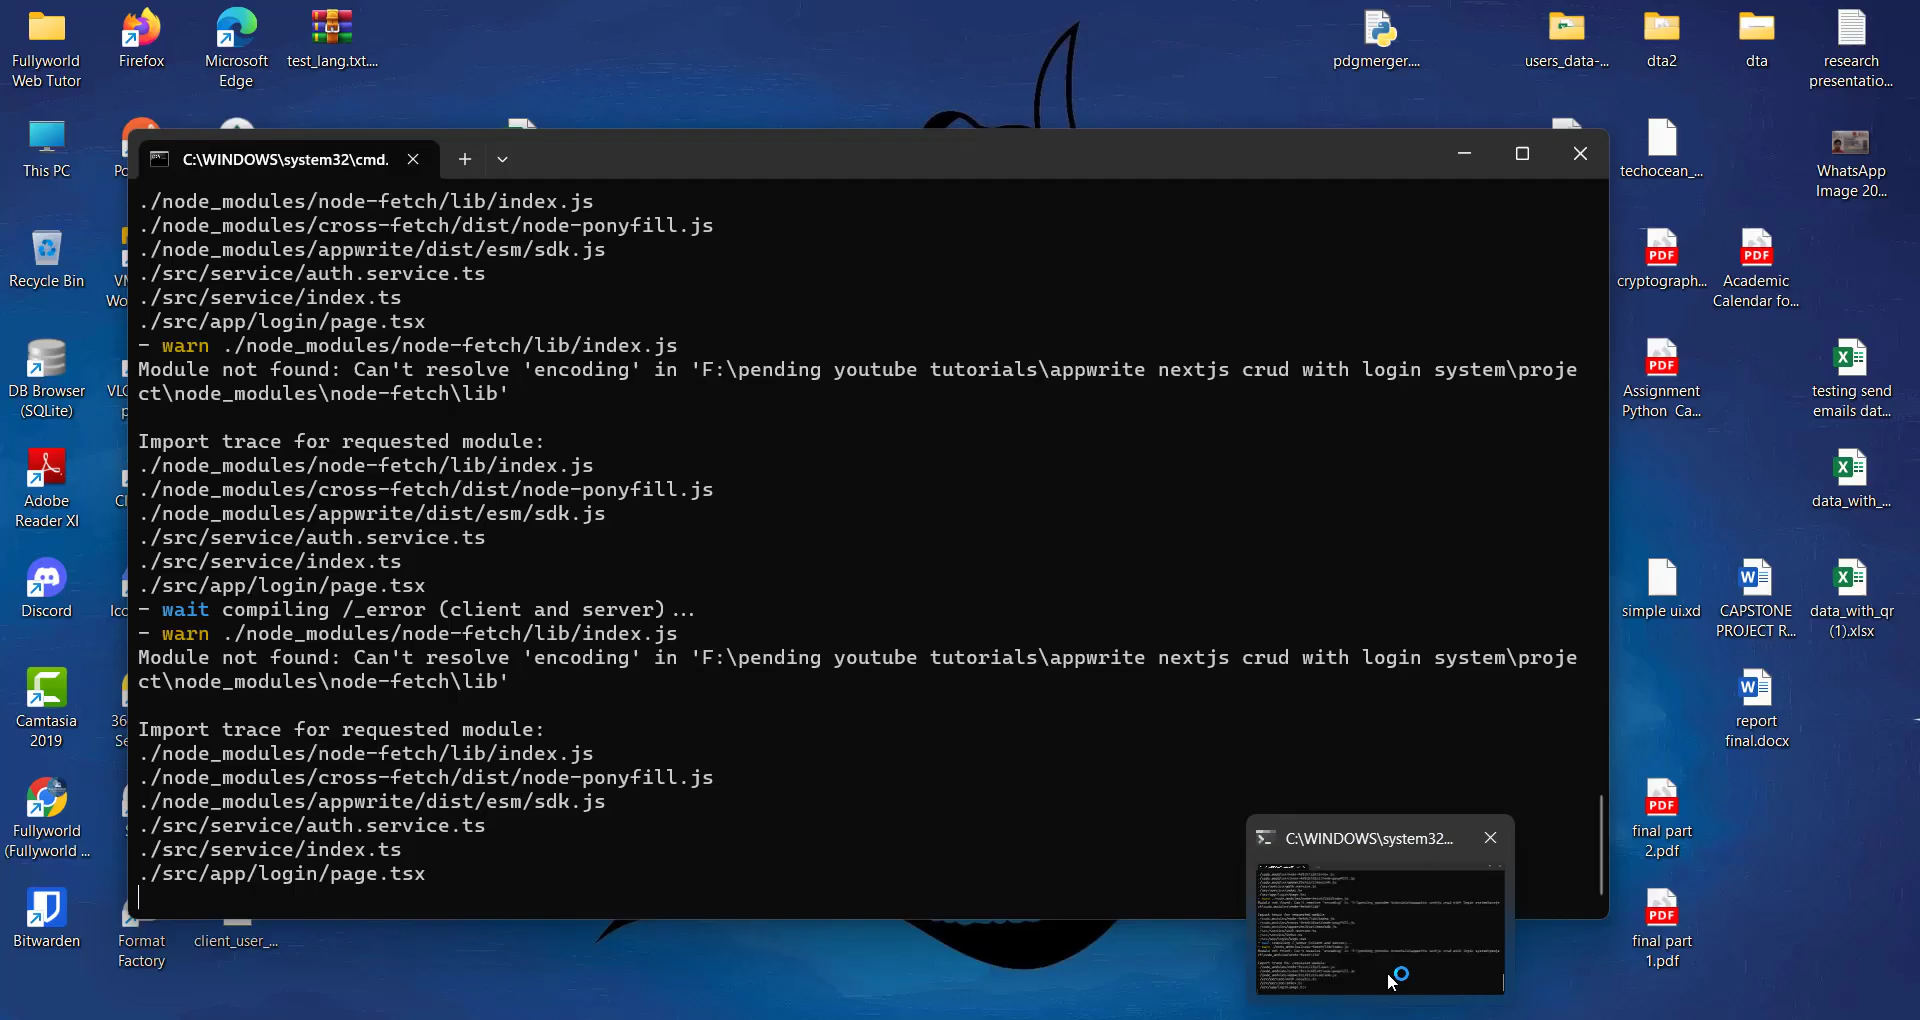 Fullyworld
Web Tutor
Firefox
Microsoft
Edge
test_lang.txt....
pdgmerger....
users_data-...
dta2
dta
research
presentatio...
This PC
C:\WINDOWS\system32\cmd.
techocean_...
WhatsApp
Image 20...
./node_modules/node-fetch/lib/index.js
./node_modules/cross-fetch/dist/node-ponyfill.js
./node_modules/appwrite/dist/esm/sdk.js
./src/service/auth.service.ts
./src/service/index.ts
./src/app/login/page.tsx
- warn ./node_modules/node-fetch/lib/index.js
Module not found: Can't resolve 'encoding' in 'F:\pending youtube tutorials\appwrite nextjs crud with login system\proje
ct\node_modules\node-fetch\lib'
Import trace for requested module:
./node_modules/node-fetch/lib/index.js
./node_modules/cross-fetch/dist/node-ponyfill.js
./node_modules/appwrite/dist/esm/sdk.js
./src/service/auth.service.ts
./src/service/index.ts
./src/app/login/page.tsx
- wait compiling /_error (client and server)...
- warn ./node_modules/node-fetch/lib/index.js
Module not found: Can't resolve 'encoding' in 'F:\pending youtube tutorials\appwrite nextjs crud with login system\proje
ct\node_modules\node-fetch\lib'
Import trace for requested module:
./node_modules/node-fetch/lib/index.js
./node_modules/cross-fetch/dist/node-ponyfill.js
./node_modules/appwrite/dist/esm/sdk.js
./src/service/auth.service.ts
./src/service/index.ts
./src/app/login/page.tsx
C:\WINDOWS\system32...
Recycle Bin
DB Browser
(SQLite)
Adobe
Reader XI
Discord
Camtasia
2019
Fullyworld
(Fullyworld ...
Bitwarden
Format
Factory
client_user_...
PDF
cryptograph...
PDF
Academic
Calendar fo...
PDF
Assignment
Python Ca...
testing send
emails dat...
data_with_...
simple ui.xd
CAPSTONE
PROJECT R...
data_with_qr
(1).xlsx
report
final.docx
PDF
final part
2.pdf
PDF
final part
1.pdf